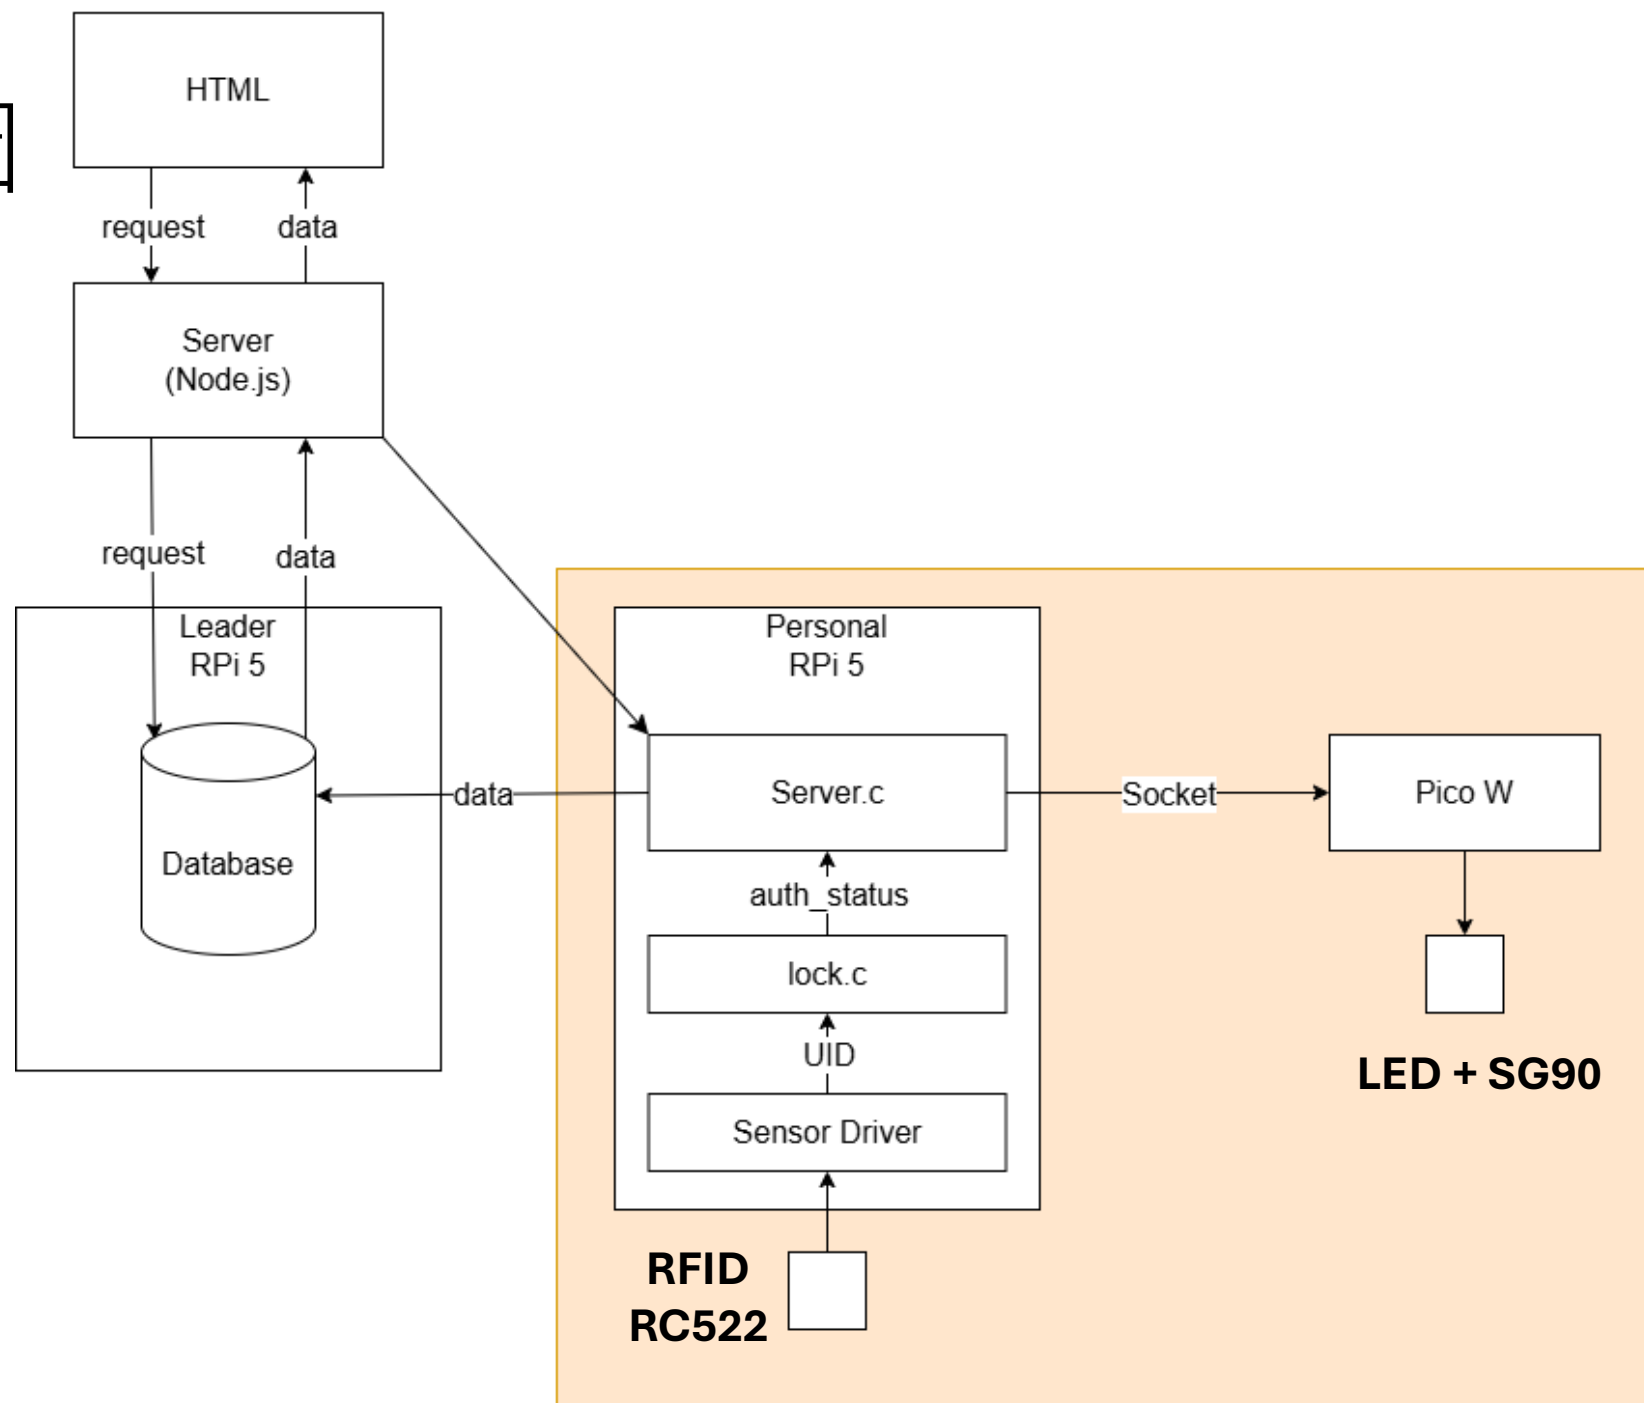 HTML
request
data
Server
(Node.js)
request
data
Leader
RPi 5
Personal
RPi 5
Database
data
Server.c
Socket
Pico W
auth_status
lock.c
UID
LED + SG90
Sensor Driver
RFID
RC522